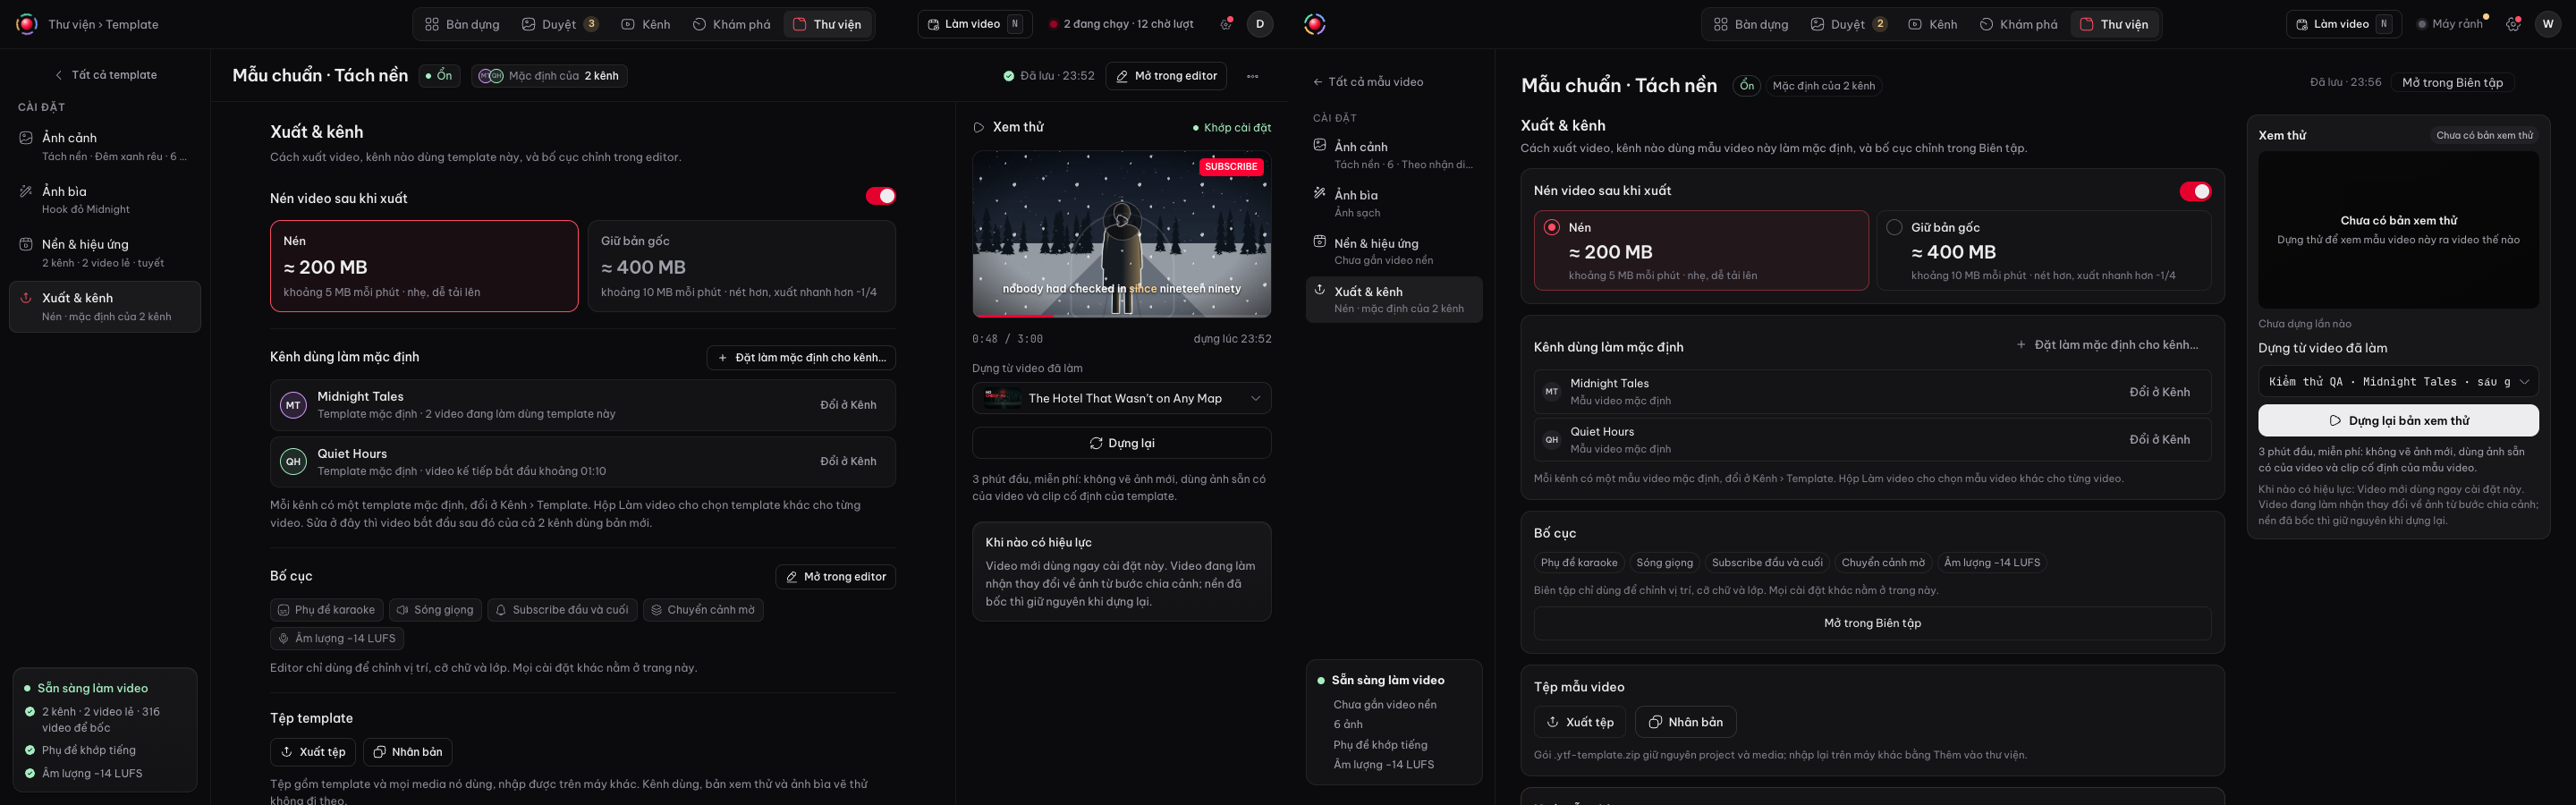 Thư viện › Template
Bản dựng
Duyệt 3
Kênh
Khám phá
Thư viện
Làm video N
2 đang chạy · 12 chờ lượt
D
Tất cả template
CÀI ĐẶT
Ảnh cảnh
Tách nền · Đêm xanh rêu · 6 ...
Ảnh bìa
Hook đỏ Midnight
Nền & hiệu ứng
2 kênh · 2 video lẻ · tuyết
Xuất & kênh
Nén · mặc định của 2 kênh
Sẵn sàng làm video
2 kênh · 2 video lẻ · 316
video để bốc
Phụ đề khớp tiếng
Âm lượng -14 LUFS
Mẫu chuẩn · Tách nền
Ổn
MT QH Mặc định của 2 kênh
Đã lưu · 23:52
Mở trong editor
Xuất & kênh
Cách xuất video, kênh nào dùng template này, và bố cục chỉnh trong editor.
Nén video sau khi xuất
Nén
≈ 200 MB
khoảng 5 MB mỗi phút · nhẹ, dễ tải lên
Giữ bản gốc
≈ 400 MB
khoảng 10 MB mỗi phút · nét hơn, xuất nhanh hơn ~1/4
Kênh dùng làm mặc định
Đặt làm mặc định cho kênh...
MT
Midnight Tales
Template mặc định · 2 video đang làm dùng template này
Đổi ở Kênh
QH
Quiet Hours
Template mặc định · video kế tiếp bắt đầu khoảng 01:10
Đổi ở Kênh
Mỗi kênh có một template mặc định, đổi ở Kênh › Template. Hộp Làm video cho chọn template khác cho từng
video. Sửa ở đây thì video bắt đầu sau đó của cả 2 kênh dùng bản mới.
Bố cục
Mở trong editor
Phụ đề karaoke
Sóng giọng
Subscribe đầu và cuối
Chuyển cảnh mờ
Âm lượng -14 LUFS
Editor chỉ dùng để chỉnh vị trí, cỡ chữ và lớp. Mọi cài đặt khác nằm ở trang này.
Tệp template
Xuất tệp
Nhân bản
Tệp gồm template và mọi media nó dùng, nhập được trên máy khác. Kênh dùng, bản xem thử và ảnh bìa vẽ thử
không đi theo.
Xem thử
Khớp cài đặt
SUBSCRIBE
nobody had checked in since nineteen ninety
0:48 / 3:00
dựng lúc 23:52
Dựng từ video đã làm
The Hotel That Wasn't on Any Map
Dựng lại
3 phút đầu, miễn phí: không vẽ ảnh mới, dùng ảnh sẵn có
của video và clip cố định của template.
Khi nào có hiệu lực
Video mới dùng ngay cài đặt này. Video đang làm
nhận thay đổi về ảnh từ bước chia cảnh; nền đã
bốc thì giữ nguyên khi dựng lại.
Bàn dựng
Duyệt 2
Kênh
Khám phá
Thư viện
Làm video N
Máy rảnh
W
← Tất cả mẫu video
CÀI ĐẶT
Ảnh cảnh
Tách nền · 6 · Theo nhận di...
Ảnh bìa
Ảnh sạch
Nền & hiệu ứng
Chưa gắn video nền
Xuất & kênh
Nén · mặc định của 2 kênh
Sẵn sàng làm video
Chưa gắn video nền
6 ảnh
Phụ đề khớp tiếng
Âm lượng -14 LUFS
Mẫu chuẩn · Tách nền
Ổn
Mặc định của 2 kênh
Đã lưu · 23:56
Mở trong Biên tập
Xuất & kênh
Cách xuất video, kênh nào dùng mẫu video này làm mặc định, và bố cục chỉnh trong Biên tập.
Nén video sau khi xuất
Nén
≈ 200 MB
khoảng 5 MB mỗi phút · nhẹ, dễ tải lên
Giữ bản gốc
≈ 400 MB
khoảng 10 MB mỗi phút · nét hơn, xuất nhanh hơn ~1/4
Kênh dùng làm mặc định
Đặt làm mặc định cho kênh...
MT
Midnight Tales
Mẫu video mặc định
Đổi ở Kênh
QH
Quiet Hours
Mẫu video mặc định
Đổi ở Kênh
Mỗi kênh có một mẫu video mặc định, đổi ở Kênh › Template. Hộp Làm video cho chọn mẫu video khác cho từng video.
Bố cục
Phụ đề karaoke
Sóng giọng
Subscribe đầu và cuối
Chuyển cảnh mờ
Âm lượng -14 LUFS
Biên tập chỉ dùng để chỉnh vị trí, cỡ chữ và lớp. Mọi cài đặt khác nằm ở trang này.
Mở trong Biên tập
Tệp mẫu video
Xuất tệp
Nhân bản
Gói .ytf-template.zip giữ nguyên project và media; nhập lại trên máy khác bằng Thêm vào thư viện.
Xem thử
Chưa có bản xem thử
Chưa có bản xem thử
Dựng thử để xem mẫu video này ra video thế nào
Chưa dựng lần nào
Dựng từ video đã làm
Kiểm thử QA · Midnight Tales · sáu g
Dựng lại bản xem thử
3 phút đầu, miễn phí: không vẽ ảnh mới, dùng ảnh sẵn
có của video và clip cố định của mẫu video.
Khi nào có hiệu lực: Video mới dùng ngay cài đặt này.
Video đang làm nhận thay đổi về ảnh từ bước chia cảnh;
nền đã bốc thì giữ nguyên khi dựng lại.